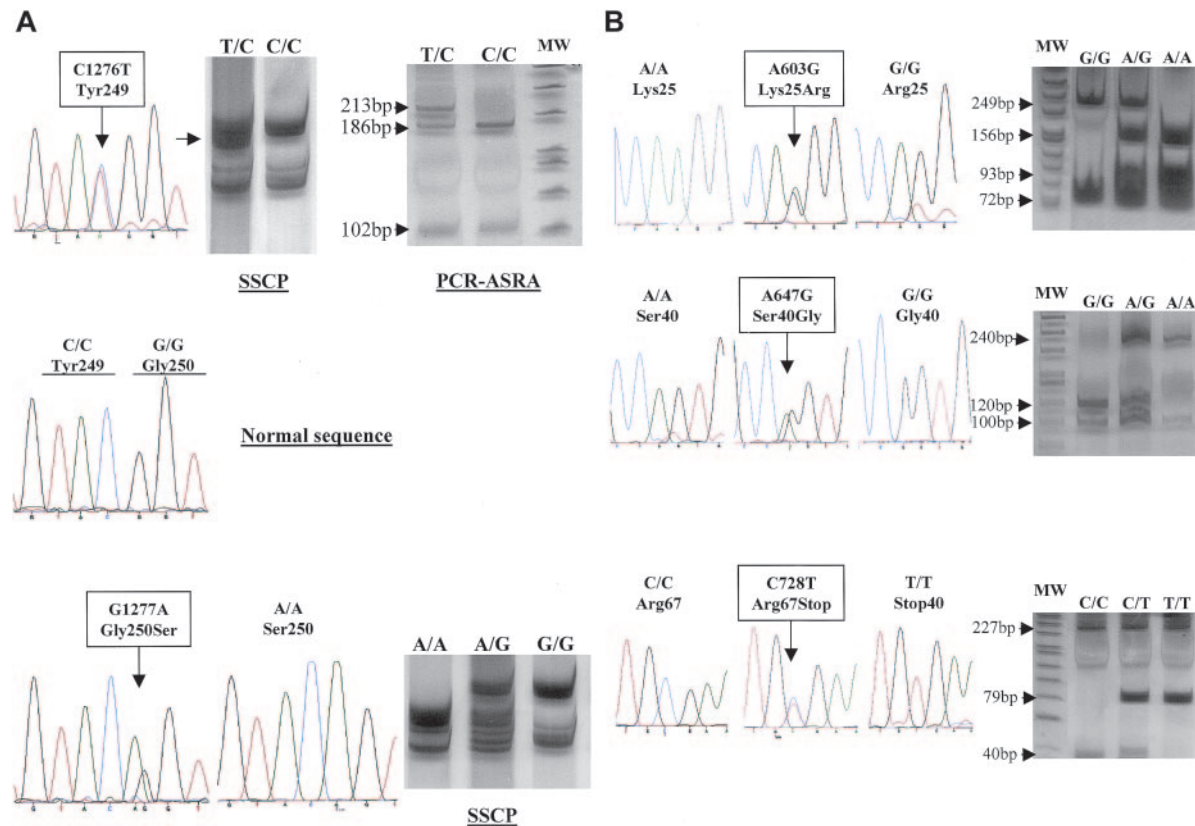 A
C1276T
Tyr249
T/C C/C
T/C C/C MW
213bp
186bp
102bp
SSCP
PCR-ASRA
C/C G/G
Tyr249 Gly250
Normal sequence
G T A C G G T
G1277A
Gly250Ser
A/A
Ser250
A/A A/G G/G
G T A C A G G T
SSCP
B
A/A
Lys25
A603G
Lys25Arg
G/G
Arg25
MW G/G A/G A/A
249bp
156bp
93bp
72bp
A/A
Ser40
A647G
Ser40Gly
G/G
Gly40
MW G/G A/G A/A
240bp
120bp
100bp
C/C
Arg67
C728T
Arg67Stop
T/T
Stop40
MW C/C C/T T/T
227bp
79bp
40bp